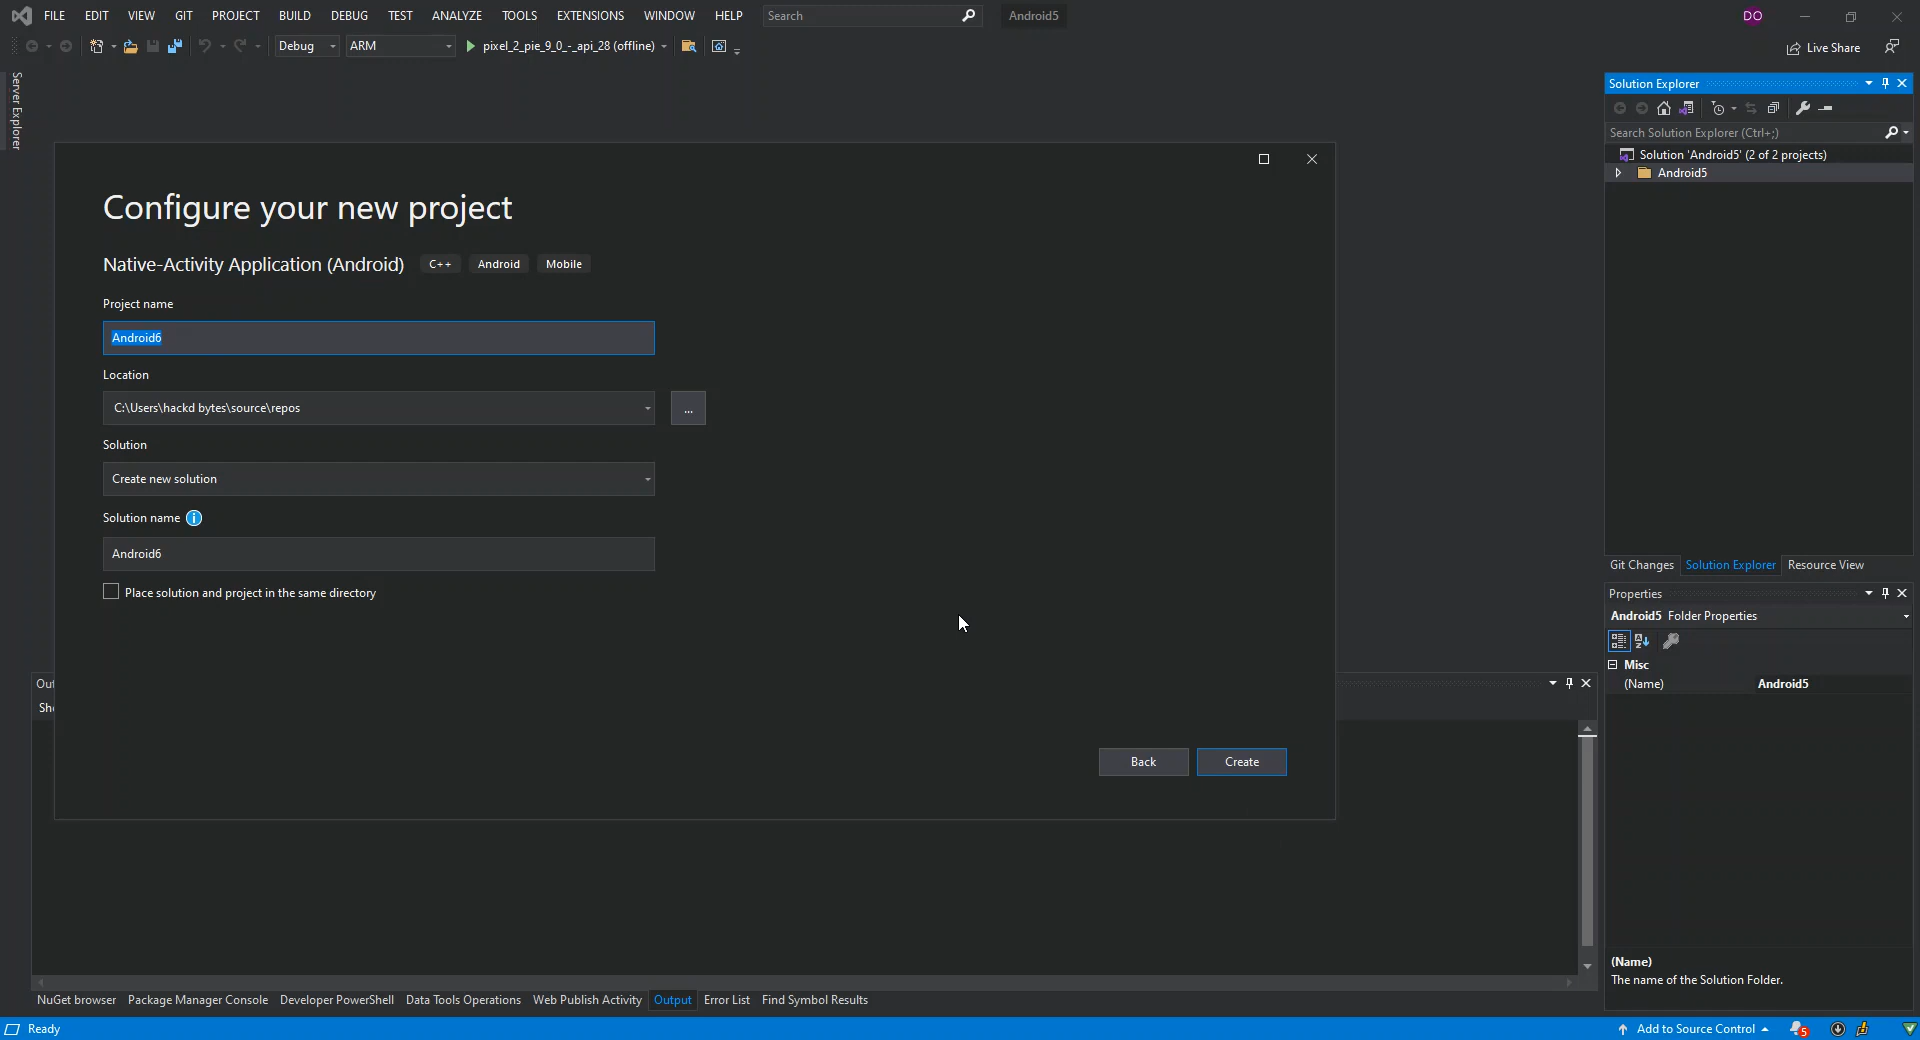 FILE EDIT VIEW GIT PROJECT BUILD DEBUG TEST ANALYZE TOOLS EXTENSIONS WINDOW HELP Search Android5 DO
Debug ARM pixel_2_pie_9_0_-_api_28 (offline) Live Share
Server Explorer
Solution Explorer
Search Solution Explorer (Ctrl+;)
Solution 'Android5' (2 of 2 projects)
Android5
Configure your new project
Native-Activity Application (Android) C++ Android Mobile
Project name
Android6
Location
C:\Users\hackd bytes\source\repos
...
Solution
Create new solution
Solution name
Android6
Place solution and project in the same directory
Back Create
Git Changes Solution Explorer Resource View
Properties
Android5 Folder Properties
Misc
(Name) Android5
(Name)
The name of the Solution Folder.
Out
Sho
NuGet browser Package Manager Console Developer PowerShell Data Tools Operations Web Publish Activity Output Error List Find Symbol Results
Ready Add to Source Control 5